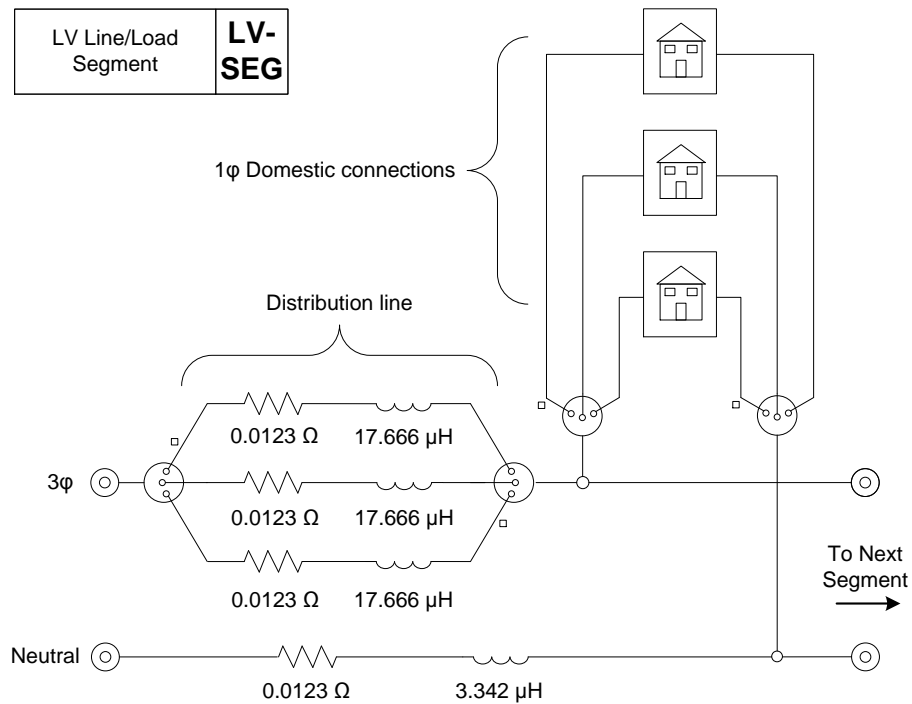 LV Line/Load
Segment
LV-
SEG
1φ Domestic connections
Distribution line
0.0123 Ω
17.666 μH
3φ
0.0123 Ω
17.666 μH
0.0123 Ω
17.666 μH
To Next
Segment
Neutral
0.0123 Ω
3.342 μH